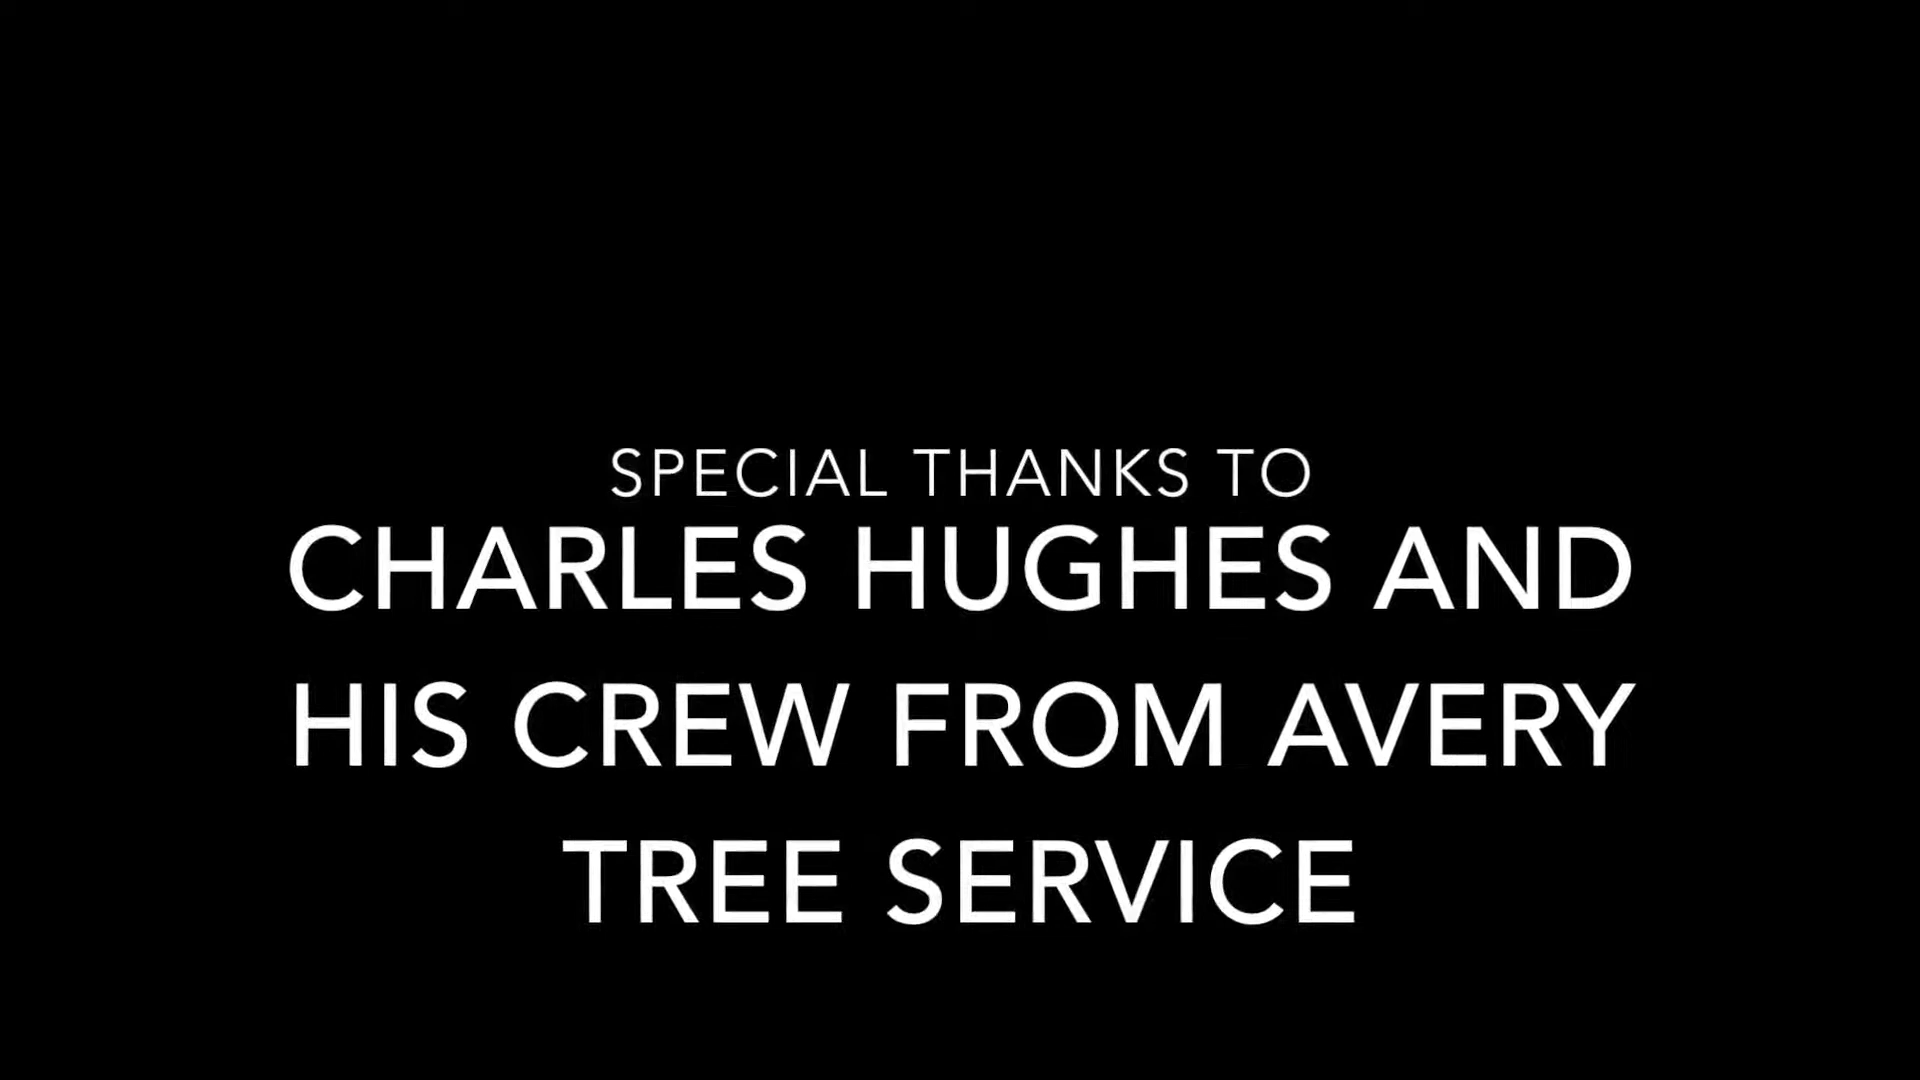 SPECIAL THANKS TO
CHARLES HUGHES AND
HIS CREW FROM AVERY
TREE SERVICE